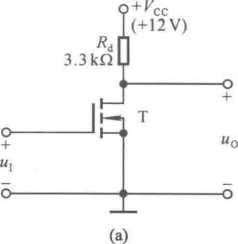 +V_CC
(+12 V)
R_d
3.3 kΩ
T
+ +
u_I u_O
− −
(a)